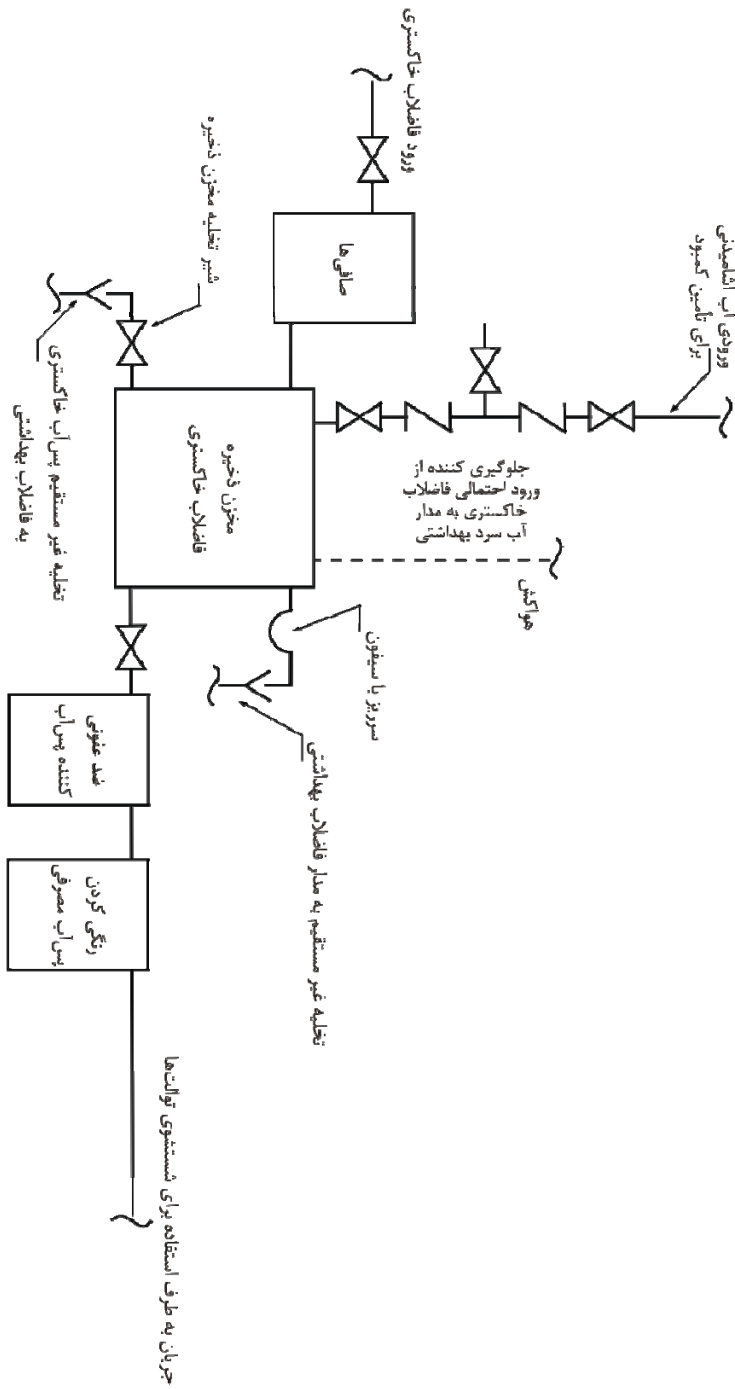 ورود فاضلاب خاکستری
صافی‌ها
ورودی آب آشامیدنی
برای تأمین کمبود
شیر تخلیه مخزن ذخیره
تخلیه غیر مستقیم پس‌آب خاکستری
به فاضلاب بهداشتی
مخزن ذخیره
فاضلاب خاکستری
جلوگیری کننده از
ورود احتمالی فاضلاب
خاکستری به مدار
آب سرد بهداشتی
هواکش
سرریز با سیفون
تخلیه غیر مستقیم به مدار فاضلاب بهداشتی
ضد عفونی
کننده پس‌آب
رنگی کردن
پس‌آب مصرفی
جریان به طرف استفاده برای شستشوی توالت‌ها